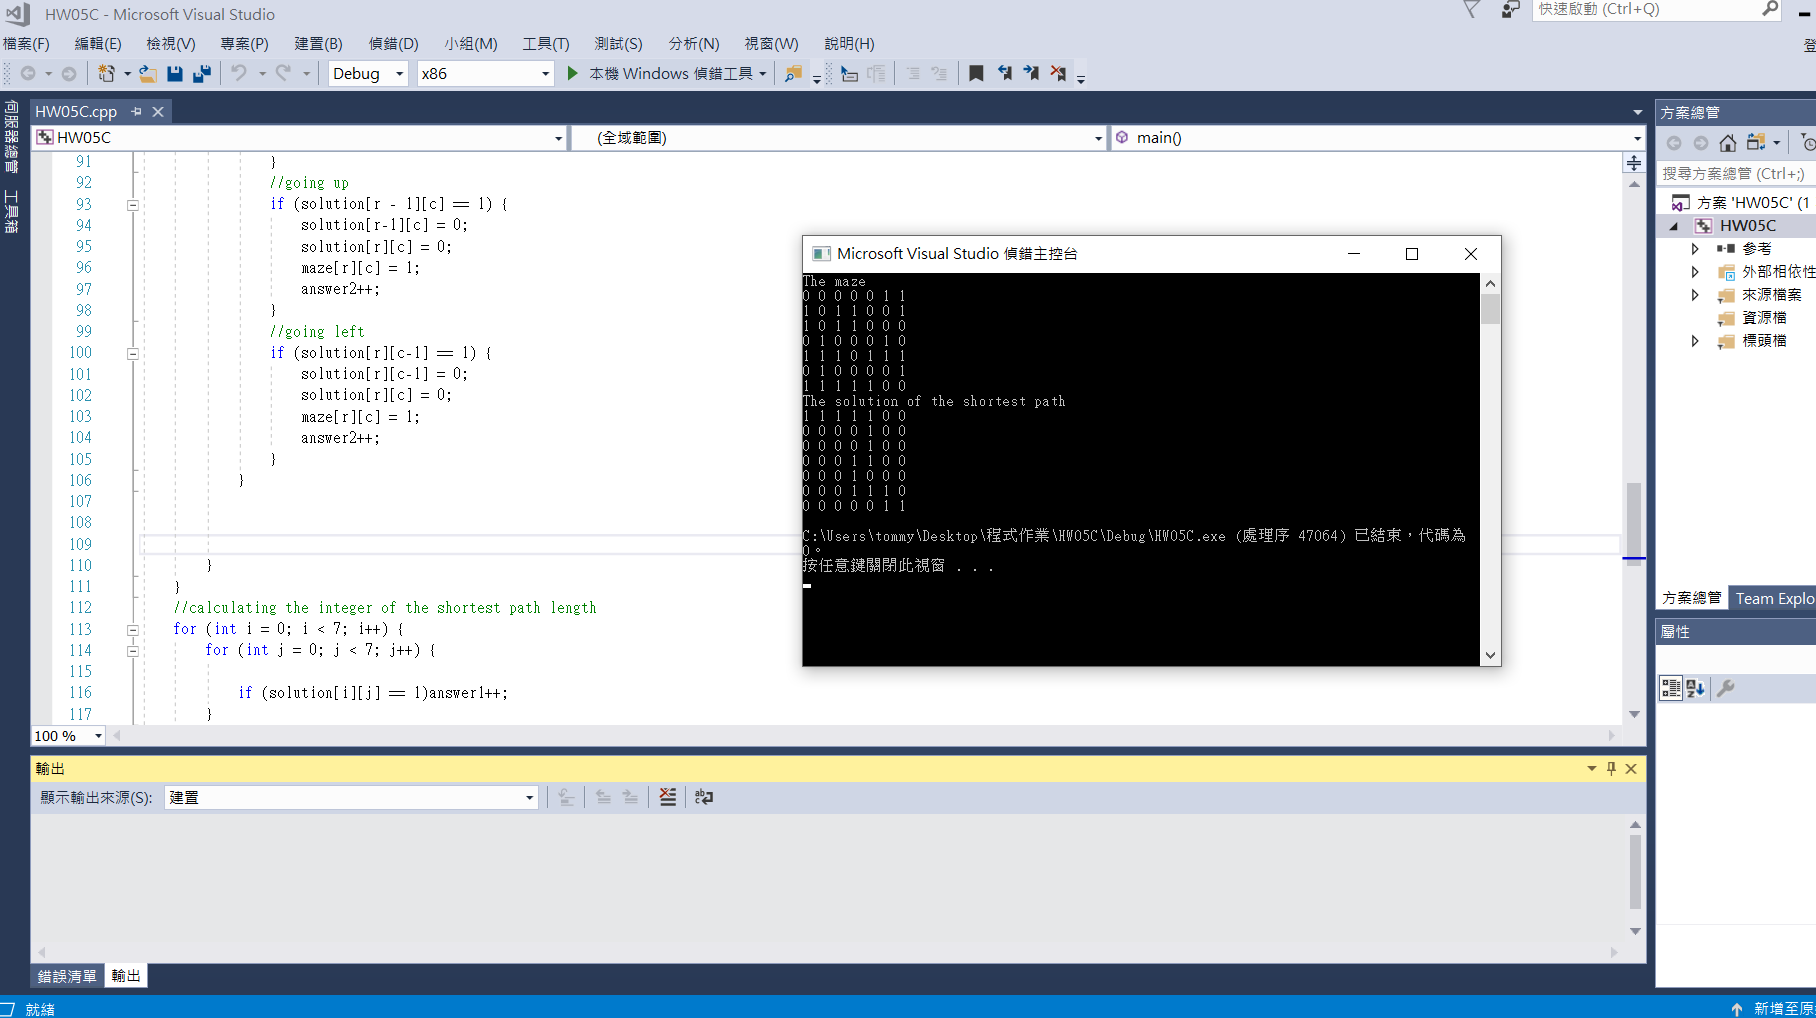 HW05C - Microsoft Visual Studio
快速啟動 (Ctrl+Q)
檔案(F) 編輯(E) 檢視(V) 專案(P) 建置(B) 偵錯(D) 小組(M) 工具(T) 測試(S) 分析(N) 視窗(W) 說明(H)
登
Debug x86 本機 Windows 偵錯工具
伺服器總管
工具箱
HW05C.cpp
HW05C (全域範圍) main()
91 }
92 //going up
93 if (solution[r - 1][c] == 1) {
94 solution[r-1][c] = 0;
95 solution[r][c] = 0;
96 maze[r][c] = 1;
97 answer2++;
98 }
99 //going left
100 if (solution[r][c-1] == 1) {
101 solution[r][c-1] = 0;
102 solution[r][c] = 0;
103 maze[r][c] = 1;
104 answer2++;
105 }
106 }
107
108
109
110 }
111 }
112 //calculating the integer of the shortest path length
113 for (int i = 0; i < 7; i++) {
114 for (int j = 0; j < 7; j++) {
115
116 if (solution[i][j] == 1)answer1++;
117 }
100 %
Microsoft Visual Studio 偵錯主控台
The maze
0 0 0 0 0 1 1
1 0 1 1 0 0 1
1 0 1 1 0 0 0
0 1 0 0 0 1 0
1 1 1 0 1 1 1
0 1 0 0 0 0 1
1 1 1 1 1 0 0
The solution of the shortest path
1 1 1 1 1 0 0
0 0 0 0 1 0 0
0 0 0 0 1 0 0
0 0 0 1 1 0 0
0 0 0 1 0 0 0
0 0 0 1 1 1 0
0 0 0 0 0 1 1
C:\Users\tommy\Desktop\程式作業\HW05C\Debug\HW05C.exe (處理序 47064) 已結束，代碼為
0。
按任意鍵關閉此視窗 . . .
方案總管
搜尋方案總管 (Ctrl+;)
方案 'HW05C' (1
HW05C
參考
外部相依性
來源檔案
資源檔
標頭檔
方案總管 Team Explo
屬性
輸出
顯示輸出來源(S): 建置
錯誤清單 輸出
就緒
新增至原